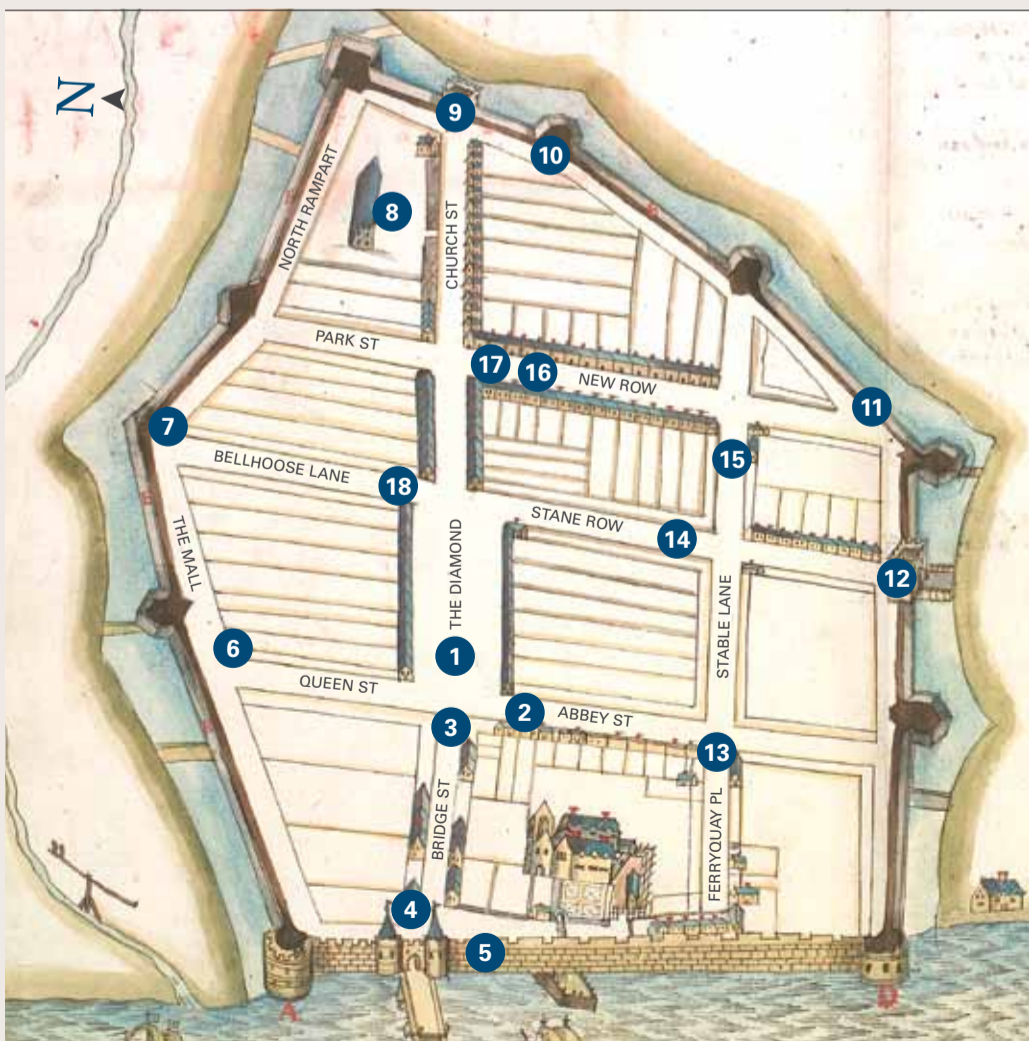 N
9
10
NORTH RAMPART
8
CHURCH ST
PARK ST
17
16
NEW ROW
7
11
BELLHOOSE LANE
18
15
STANE ROW
14
THE MALL
THE DIAMOND
12
STABLE LANE
6
1
QUEEN ST
2
ABBEY ST
3
13
BRIDGE ST
FERRYQUAY PL
4
5
A
D